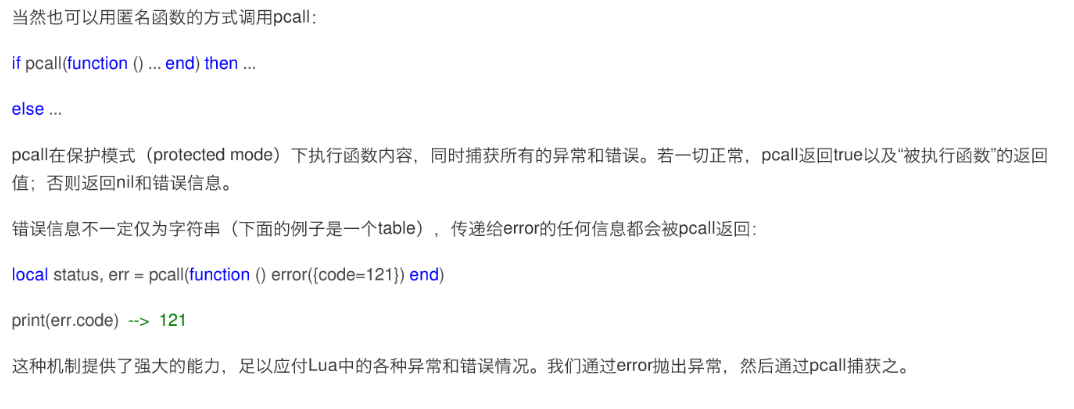 当然也可以用匿名函数的方式调用pcall：
if pcall(function () ... end) then ...
else ...
pcall在保护模式（protected mode）下执行函数内容，同时捕获所有的异常和错误。若一切正常，pcall返回true以及“被执行函数”的返回
值；否则返回nil和错误信息。
错误信息不一定仅为字符串（下面的例子是一个table），传递给error的任何信息都会被pcall返回：
local status, err = pcall(function () error({code=121}) end)
print(err.code)  -->  121
这种机制提供了强大的能力，足以应付Lua中的各种异常和错误情况。我们通过error抛出异常，然后通过pcall捕获之。